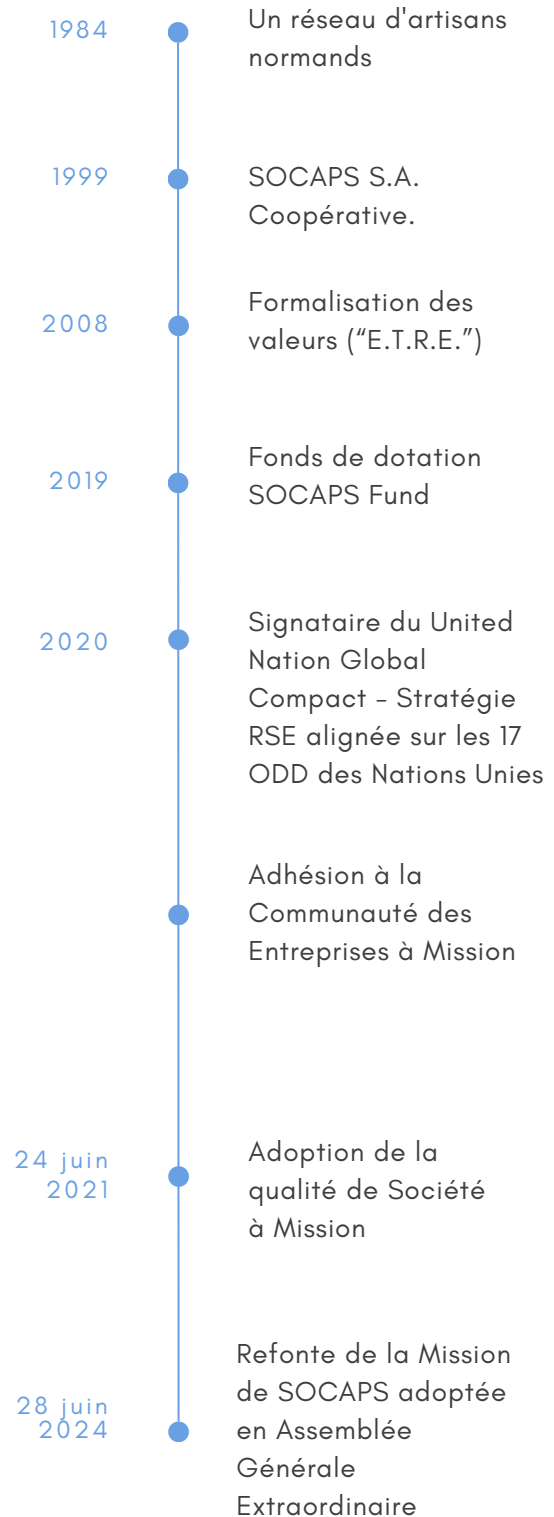 1984
Un réseau d'artisans
normands
1999
SOCAPS S.A.
Coopérative.
2008
Formalisation des
valeurs (“E.T.R.E.”)
2019
Fonds de dotation
SOCAPS Fund
2020
Signataire du United
Nation Global
Compact - Stratégie
RSE alignée sur les 17
ODD des Nations Unies
Adhésion à la
Communauté des
Entreprises à Mission
24 juin
2021
Adoption de la
qualité de Société
à Mission
28 juin
2024
Refonte de la Mission
de SOCAPS adoptée
en Assemblée
Générale
Extraordinaire